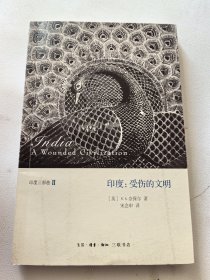 India
A Wounded Civilization
印度三部曲 II
印度：受伤的文明
［英］V.S.奈保尔 著
宋念申 译
生活·读书·新知 三联书店